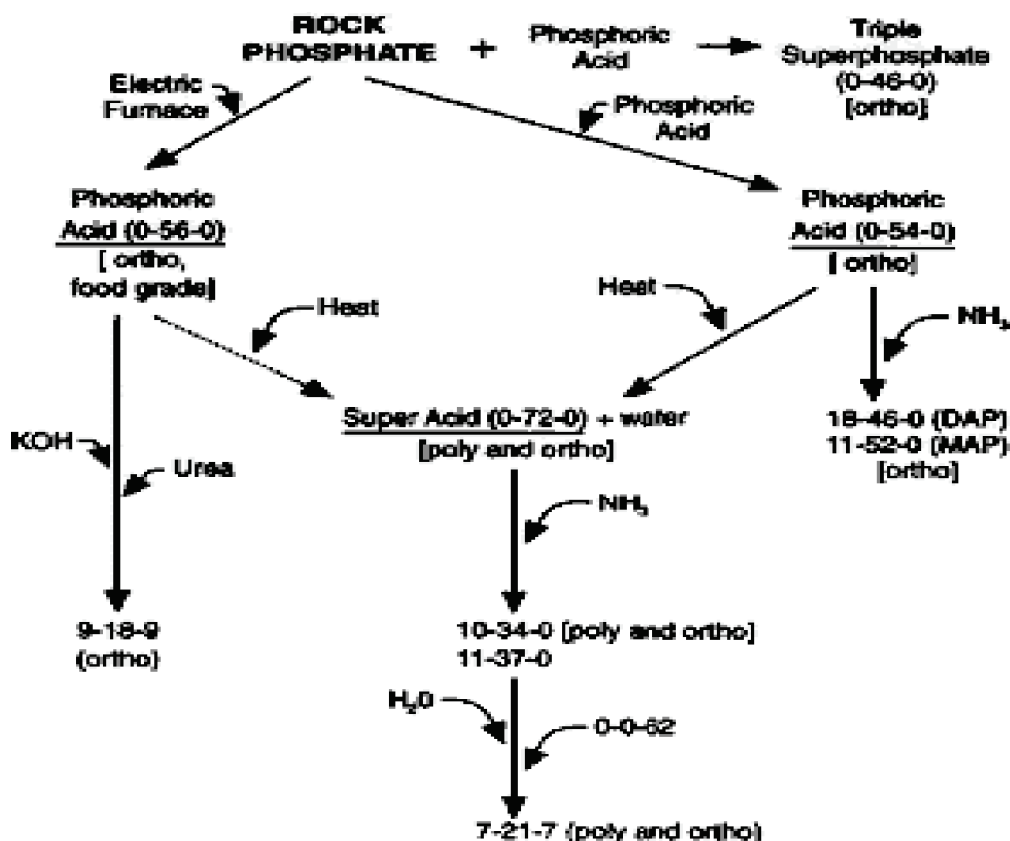 ROCK
PHOSPHATE
+
Phosphoric
Acid
Triple
Superphosphate
(0-46-0)
[ortho]
Electric
Furnace
Phosphoric
Acid
Phosphoric
Acid (0-56-0)
[ ortho,
food grade]
Phosphoric
Acid (0-54-0)
[ ortho]
Heat
Heat
NH₃
Super Acid (0-72-0) + water
[poly and ortho]
18-46-0 (DAP)
11-52-0 (MAP)
[ortho]
KOH
Urea
NH₃
9-18-9
(ortho]
10-34-0 [poly and ortho]
11-37-0
H₂0
0-0-62
7-21-7 (poly and ortho]